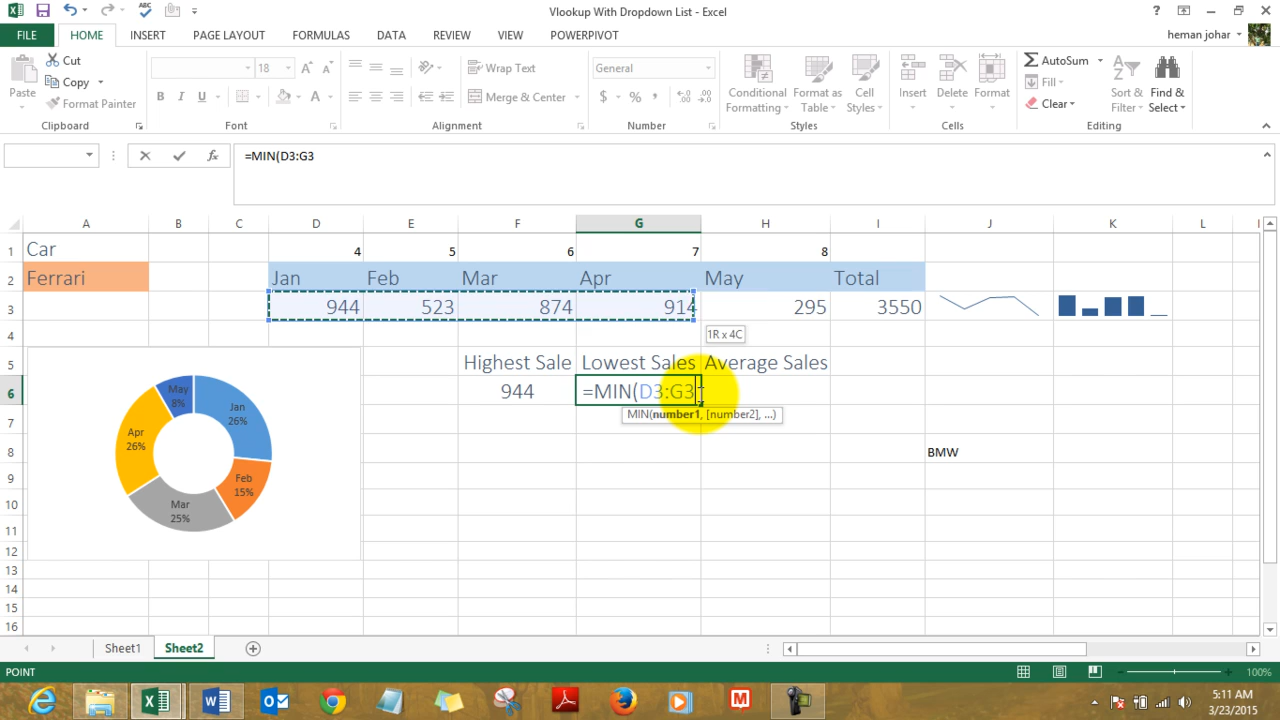 Vlookup With Dropdown List - Excel
?
FILE HOME INSERT PAGE LAYOUT FORMULAS DATA REVIEW VIEW POWERPIVOT heman johar
Paste
Cut
Copy
Format Painter
Clipboard
18
B I U
Font
Wrap Text
Merge & Center
Alignment
General
$ % ,
Number
Conditional Formatting
Format as Table
Cell Styles
Styles
Insert
Delete
Format
Cells
AutoSum
Fill
Clear
Sort & Filter
Find & Select
Editing
fx =MIN(D3:G3
A B C D E F G H I J K L
1 Car 4 5 6 7 8
2 Ferrari Jan Feb Mar Apr May Total
3 944 523 874 914 295 3550
4 1R x 4C
5 Highest Sale Lowest Sales Average Sales
6 944 =MIN(D3:G3
MIN(number1, [number2], ...)
7
8 BMW
9
10
11
12
13
14
15
16
May
8%
Jan
26%
Apr
26%
Feb
15%
Mar
25%
Sheet1 Sheet2
POINT 100%
5:11 AM
3/23/2015